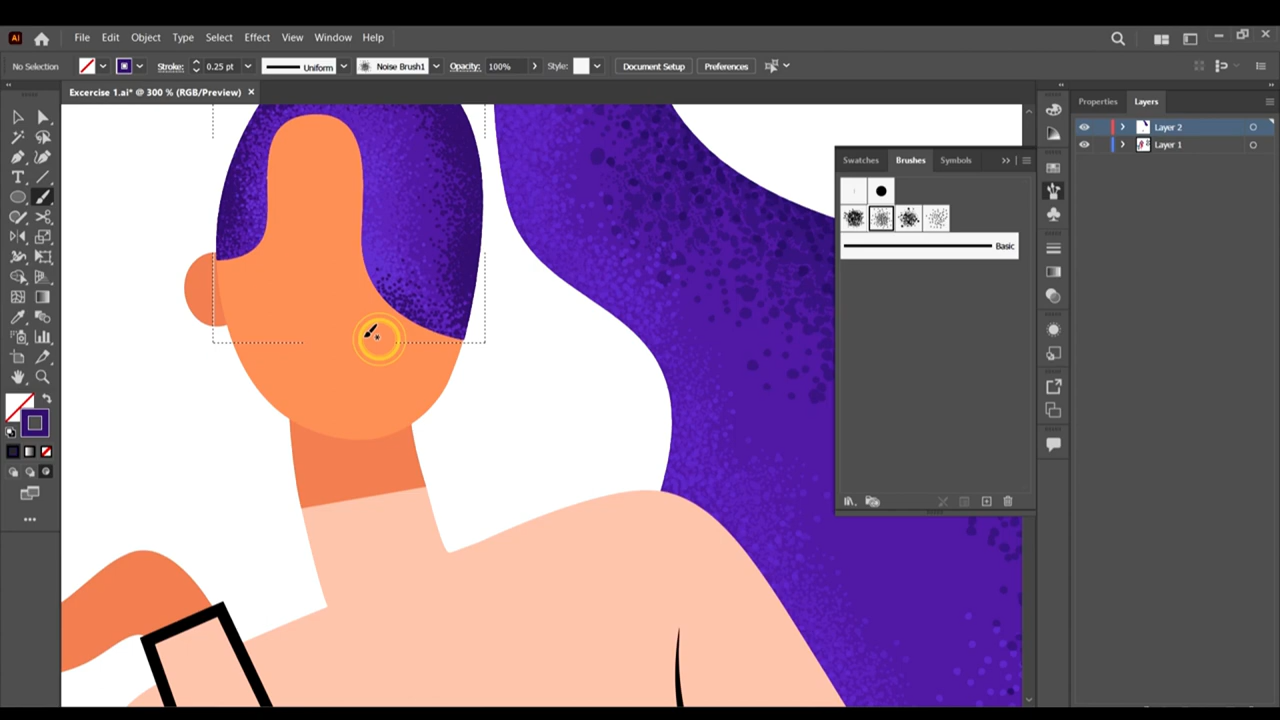 Ai File Edit Object Type Select Effect View Window Help
No Selection Stroke: 0.25 pt Uniform Noise Brush1 Opacity: 100% Style: Document Setup Preferences
Excercise 1.ai* @ 300 % (RGB/Preview) ×
Properties Layers
Layer 2
Layer 1
Swatches Brushes Symbols
Basic